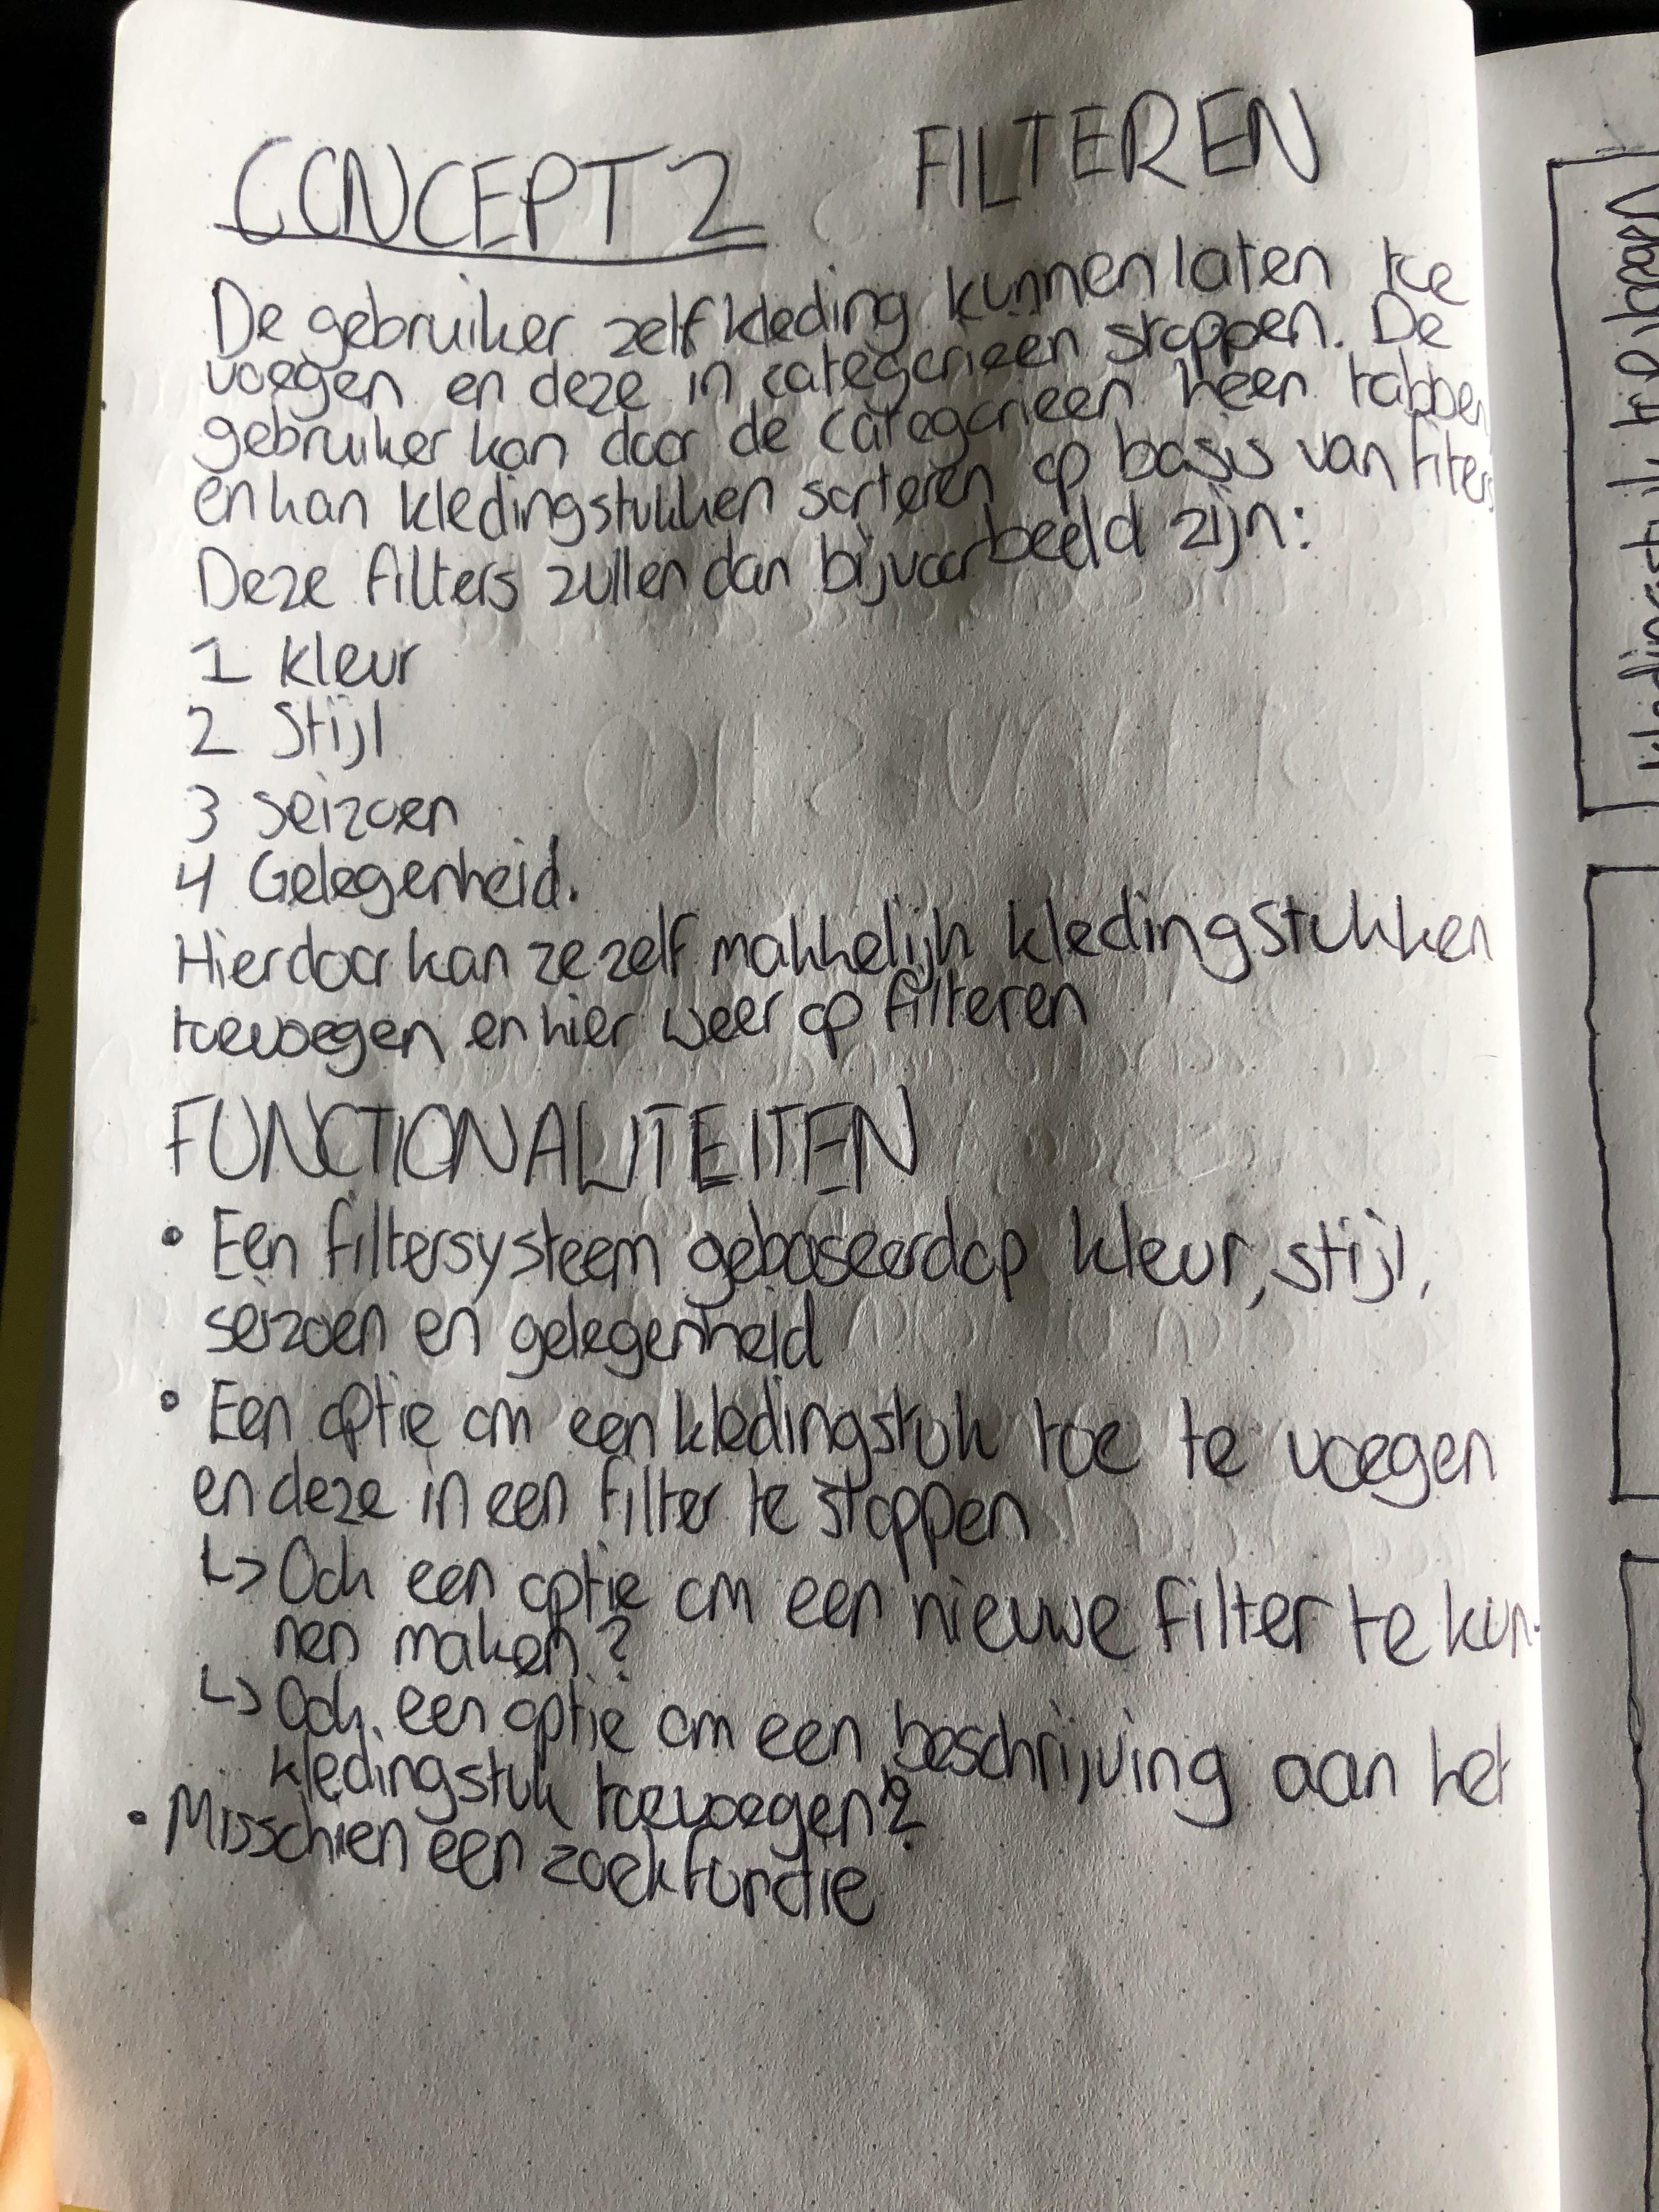 CONCEPT 2 FILTEREN
De gebruiker zelf kleding kunnen laten toe
voegen en deze in categorieen stoppen. De
gebruiker kan door de categorieen heen tabben
en kan kledingstukken sorteren op basis van fiters
Deze filters zullen dan bijvoorbeeld zijn:
1 kleur
2 Stijl
3 seizoen
4 Gelegenheid.
Hierdoor kan ze zelf makkelijk kledingstukken
toevoegen en hier weer op filteren
FUNCTIONALITEITEN
• Een filtersysteem gebaseerd op kleur, stijl,
seizoen en gelegenheid
• Een optie om een kledingstuk toe te voegen
en deze in een filter te stoppen
↳ Ook een optie om een nieuwe filter te kun-
nen maken?
↳ Ook een optie om een beschrijving aan het
kledingstuk toevoegen?
• Misschien een zoekfunctie